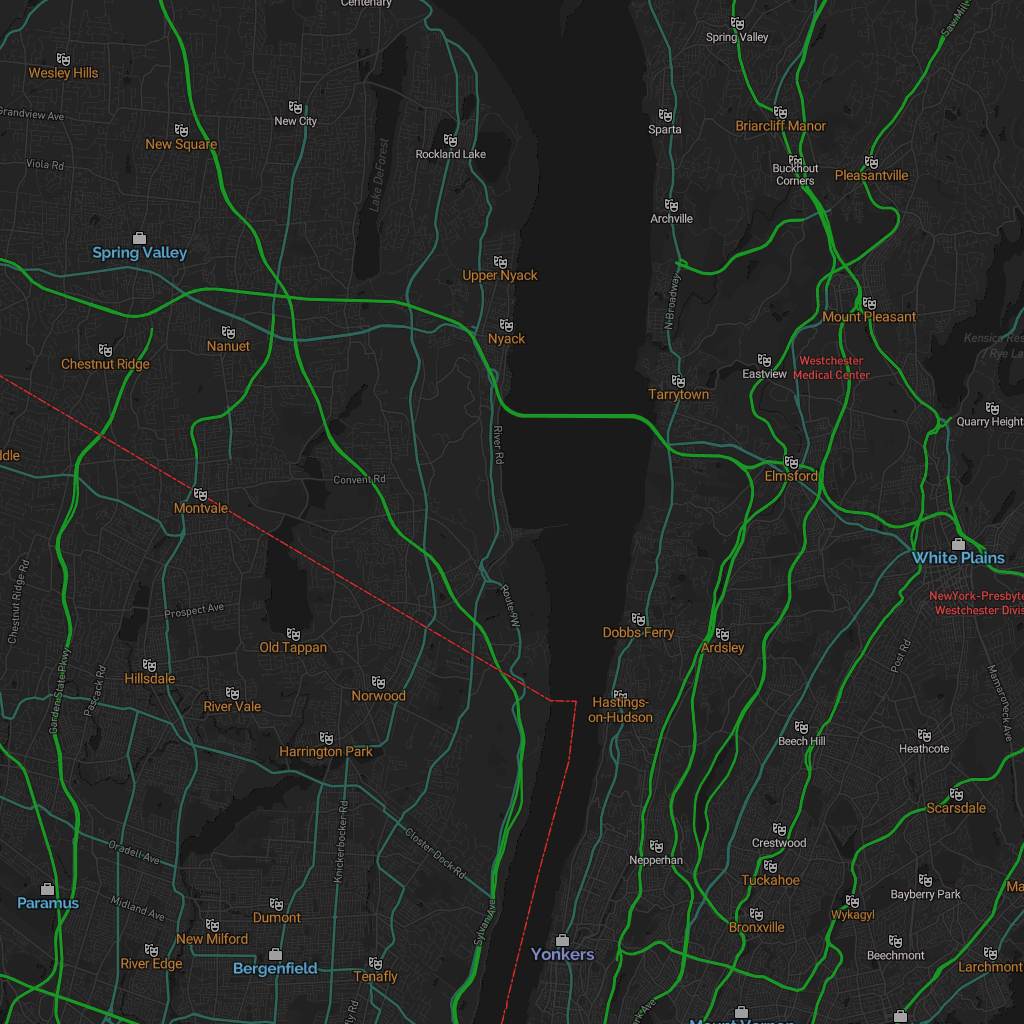 Centenary
Spring Valley
Saw Mill
Wesley Hills
Grandview Ave
New City
Sparta
Briarcliff Manor
New Square
Rockland Lake
Viola Rd
Buckhout
Corners
Pleasantville
Lake DeForest
Archville
Spring Valley
Upper Nyack
N Broadway
Mount Pleasant
Nyack
Nanuet
Chestnut Ridge
Eastview
Westchester
Medical Center
Tarrytown
Quarry Heights
River Rd
Elmsford
Convent Rd
Montvale
White Plains
Chestnut Ridge Rd
Route 9W
Prospect Ave
NewYork-Presbyte
Westchester Divis
Dobbs Ferry
Ardsley
Old Tappan
Post Rd
Hillsdale
Garden State Pkwy
Pascack Rd
River Vale
Norwood
Hastings-
on-Hudson
Mamaroneck Ave
Harrington Park
Beech Hill
Heathcote
Scarsdale
Knickerbocker Rd
Closter Dock Rd
Oradell Ave
Crestwood
Nepperhan
Tuckahoe
Bayberry Park
Ma
Paramus
Midland Ave
Dumont
Sylvan Ave
Wykagyl
Bronxville
New Milford
River Edge
Bergenfield
Tenafly
Yonkers
Beechmont
Larchmont
Mount Vernon